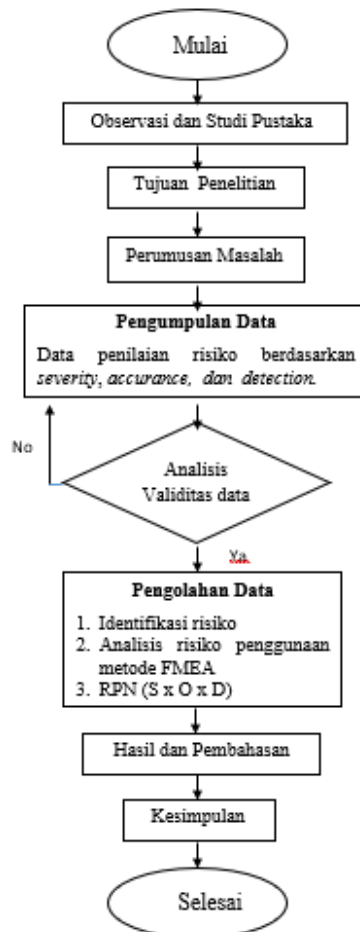 Mulai
Observasi dan Studi Pustaka
Tujuan Penelitian
Perumusan Masalah
Pengumpulan Data
Data penilaian risiko berdasarkan
severity, accurance, dan detection.
No
Analisis
Validitas data
Ya
Pengolahan Data
1. Identifikasi risiko
2. Analisis risiko penggunaan
metode FMEA
3. RPN (S x O x D)
Hasil dan Pembahasan
Kesimpulan
Selesai